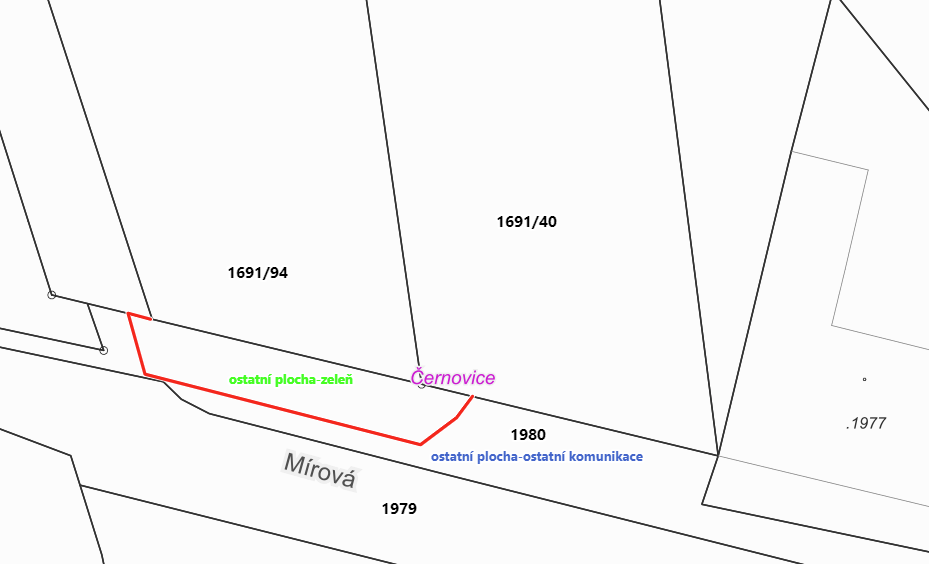 1691/40
1691/94
ostatní plocha-zeleň
Černovice
.1977
1980
ostatní plocha-ostatní komunikace
Mírová
1979